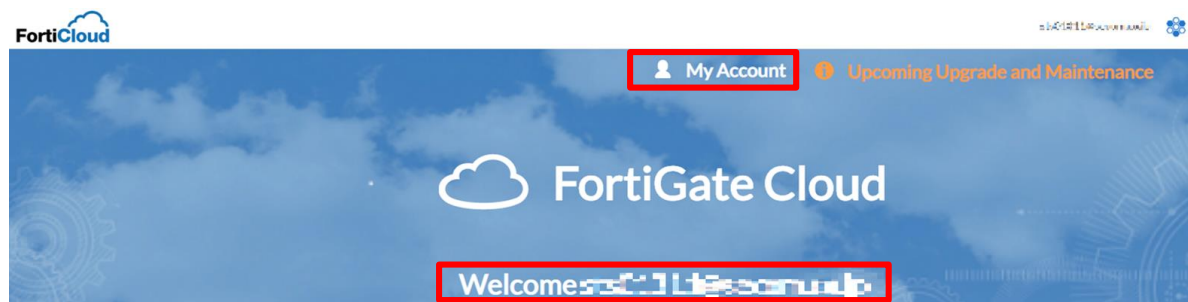 FortiCloud
My Account
Upcoming Upgrade and Maintenance
FortiGate Cloud
Welcome